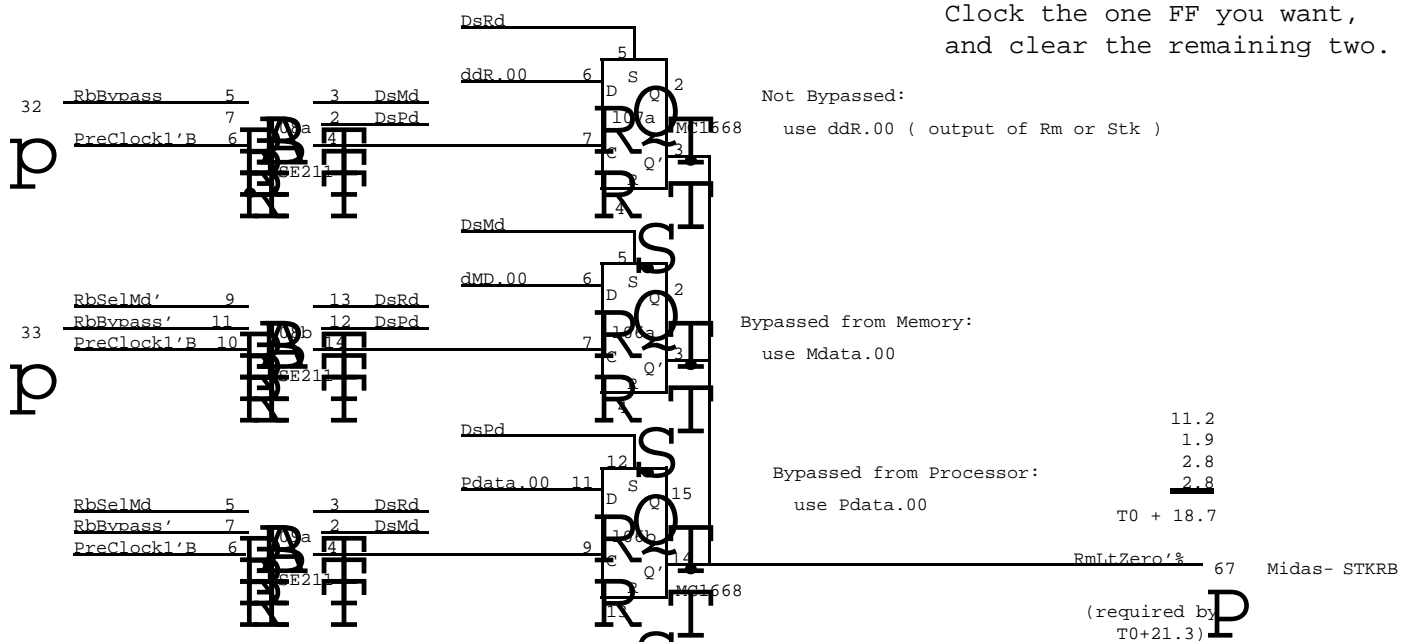 Clock the one FF you want,
and clear the remaining two.
DsRd
5
ddR.00 6 S 2
D Q
RbBypass 5 3 DsMd
32
7 2 DsPd
107a MC1668
PreClock1'B 6 4 7 3
C Q'
R
4
p
Not Bypassed:
use ddR.00 ( output of Rm or Stk )
DsMd
5
dMD.00 6 2
D Q
RbSelMd' 9 13 DsRd
33
RbBypass' 11 12 DsPd
106a
PreClock1'B 10 14 7 3
C Q'
R
4
p
Bypassed from Memory:
use Mdata.00
DsPd
12
Pdata.00 11 S 15
D Q
RbSelMd 5 3 DsRd
RbBypass' 7 2 DsMd
106b
PreClock1'B 6 4 9 14
C Q'
MC1668
R
13
Bypassed from Processor:
use Pdata.00
11.2
1.9
2.8
2.8
T0 + 18.7
RmLtZero'% 67 Midas- STKRB
(required by
T0+21.3)
P